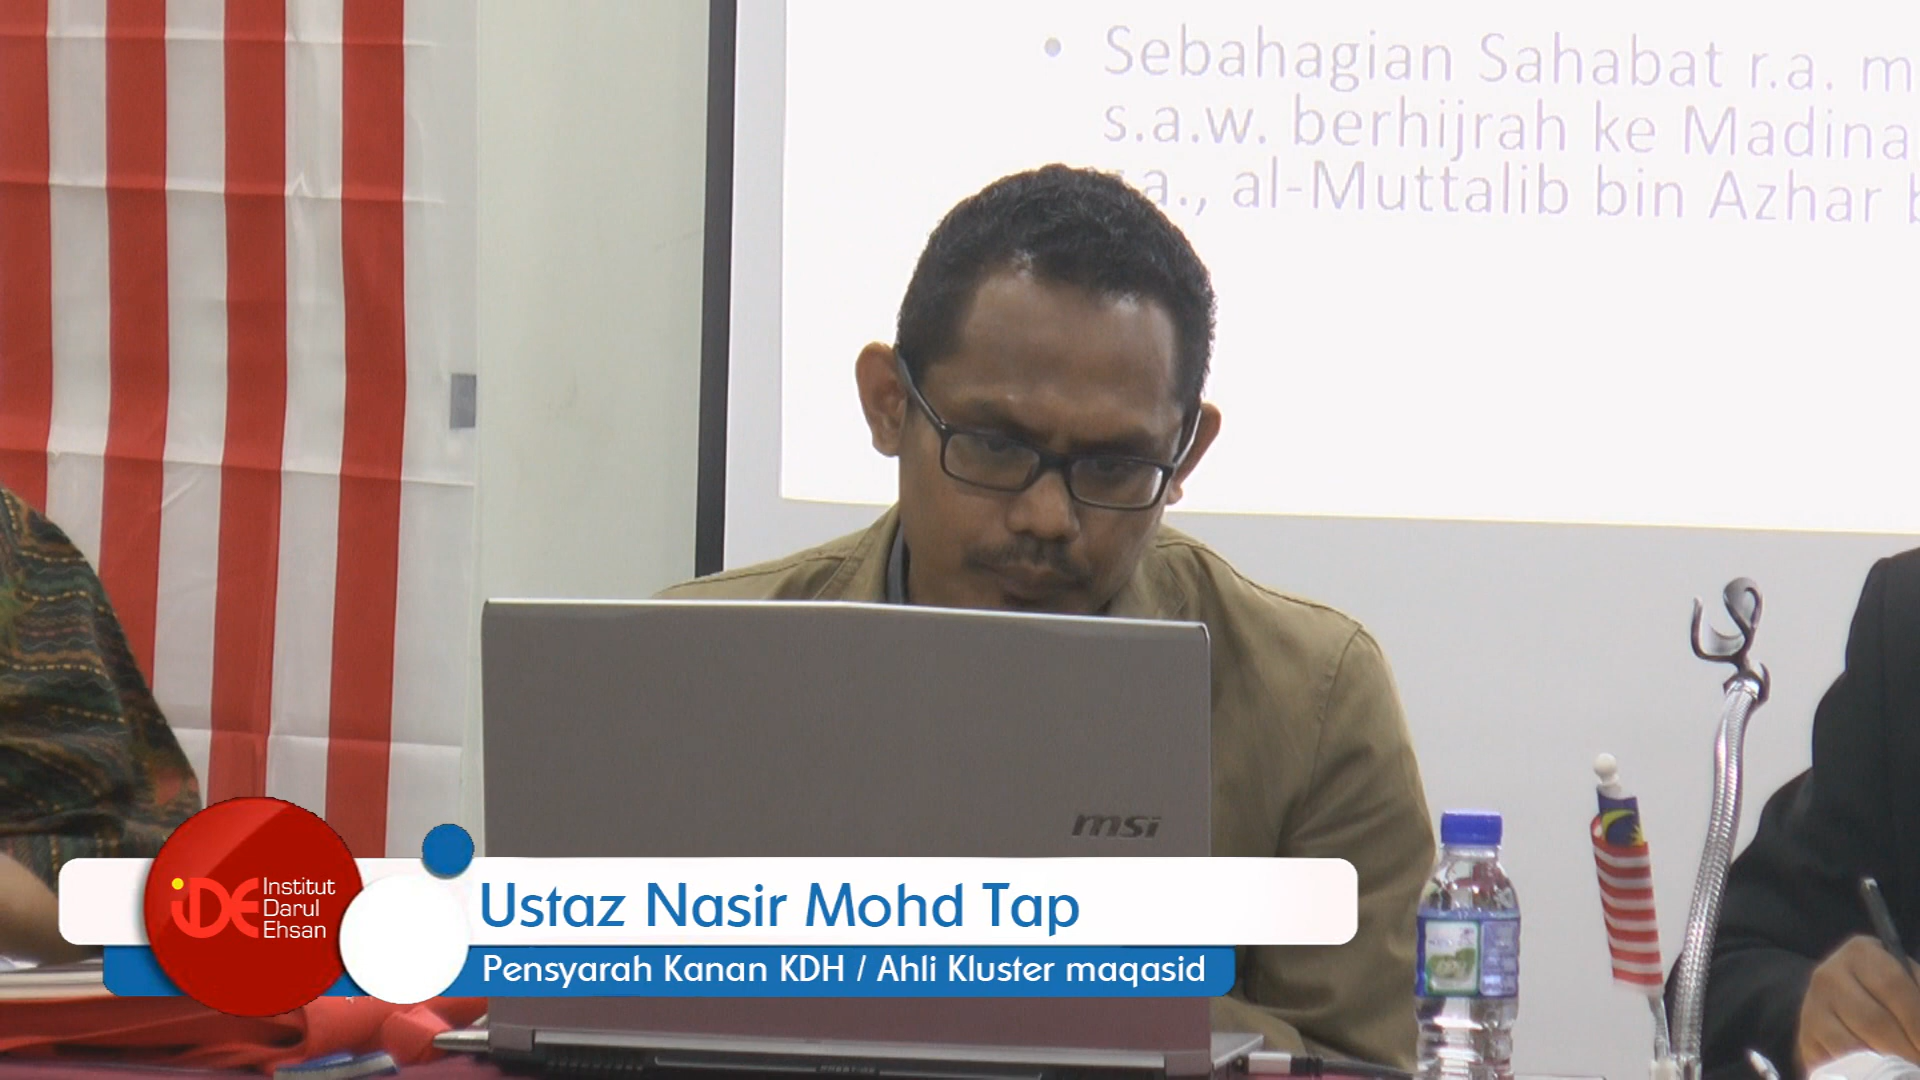 Sebahagian Sahabat r.a. m
s.a.w. berhijrah ke Madina
a., al-Muttalib bin Azhar b
msi
Institut
Darul
Ehsan
iDE
Ustaz Nasir Mohd Tap
Pensyarah Kanan KDH / Ahli Kluster maqasid